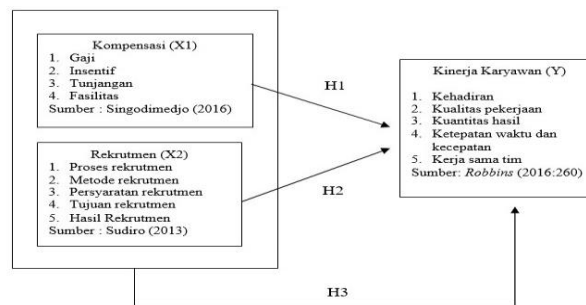 Kompensasi (X1)
1. Gaji
2. Insentif
3. Tunjangan
4. Fasilitas
Sumber : Singodimedjo (2016)
H1
Rekrutmen (X2)
1. Proses rekrutmen
2. Metode rekrutmen
3. Persyaratan rekrutmen
4. Tujuan rekrutmen
5. Hasil Rekrutmen
Sumber : Sudiro (2013)
H2
Kinerja Karyawan (Y)
1. Kehadiran
2. Kualitas pekerjaan
3. Kuantitas hasil
4. Ketepatan waktu dan
kecepatan
5. Kerja sama tim
Sumber: Robbins (2016:260)
H3